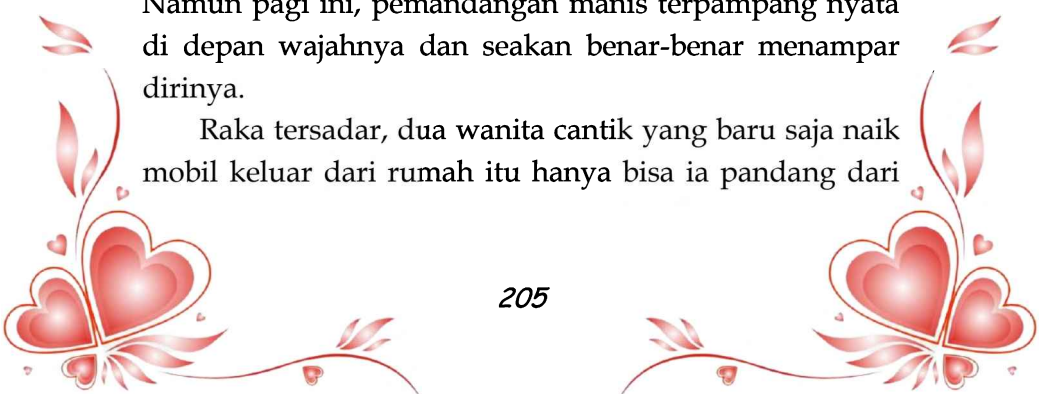 Namun pagi ini, pemandangan manis terpampang nyata
di depan wajahnya dan seakan benar-benar menampar
dirinya.
Raka tersadar, dua wanita cantik yang baru saja naik
mobil keluar dari rumah itu hanya bisa ia pandang dari
205